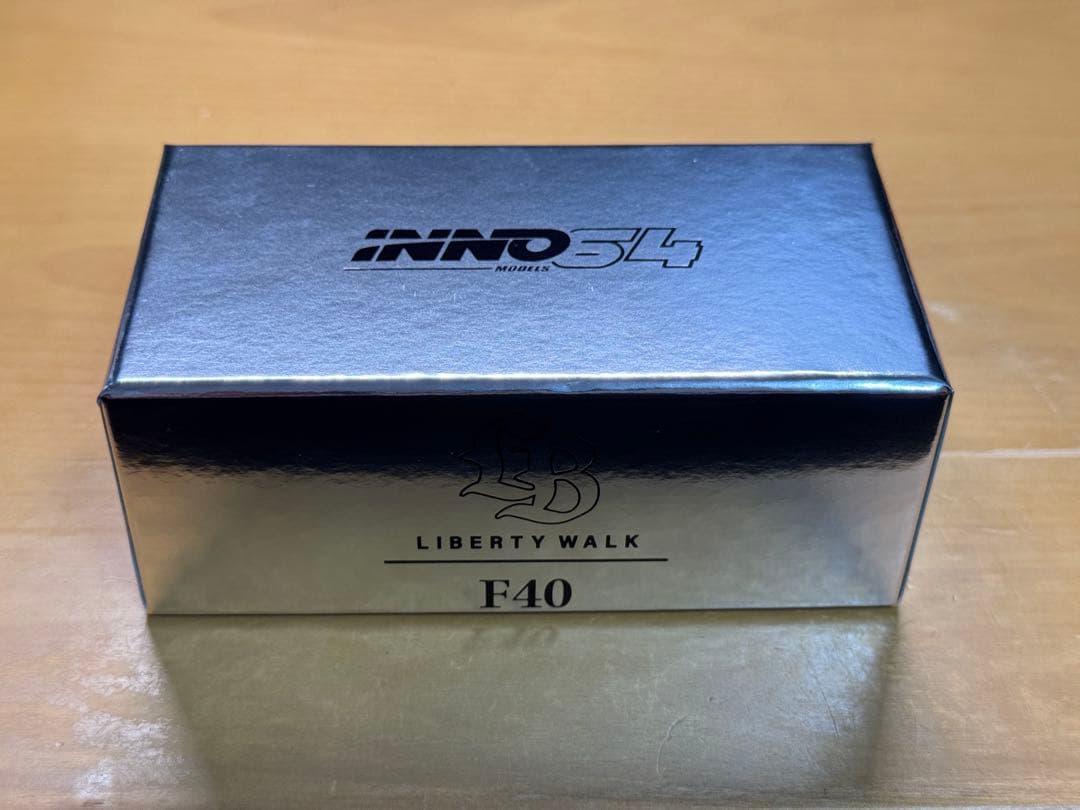 INNO64
MODELS
LB
LIBERTY WALK
F40